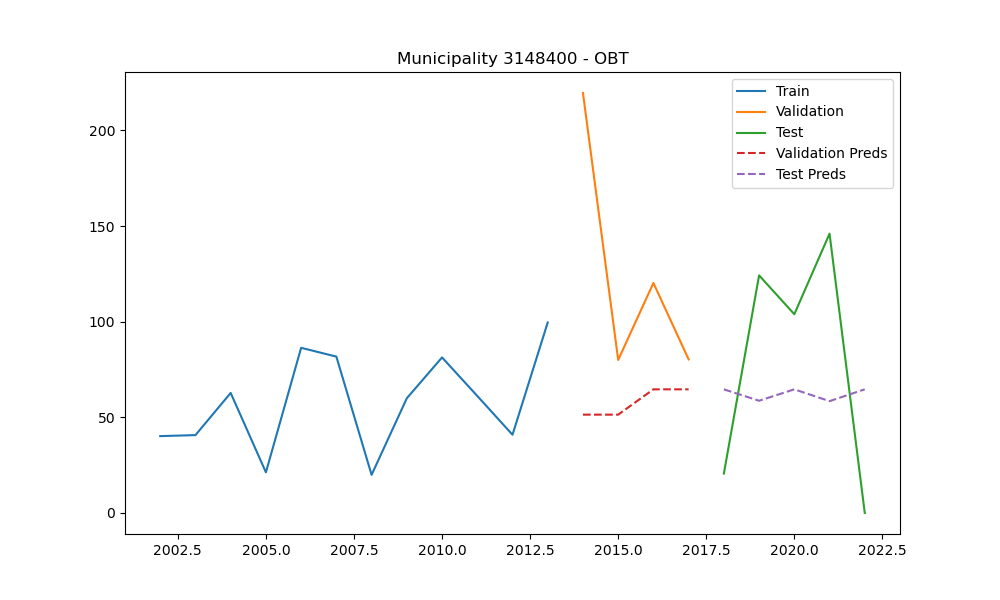 Municipality 3148400 - OBT
Train
Validation
Test
Validation Preds
Test Preds
200
150
100
50
0
2002.5 2005.0 2007.5 2010.0 2012.5 2015.0 2017.5 2020.0 2022.5